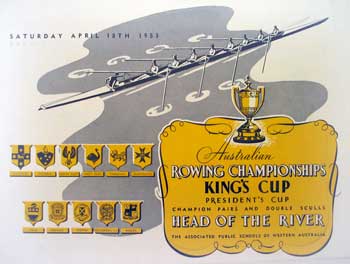 SATURDAY APRIL 18TH 1953
Australian
ROWING CHAMPIONSHIPS
KING'S CUP
PRESIDENT'S CUP
CHAMPION PAIRS AND DOUBLE SCULLS
HEAD OF THE RIVER
THE ASSOCIATED PUBLIC SCHOOLS OF WESTERN AUSTRALIA